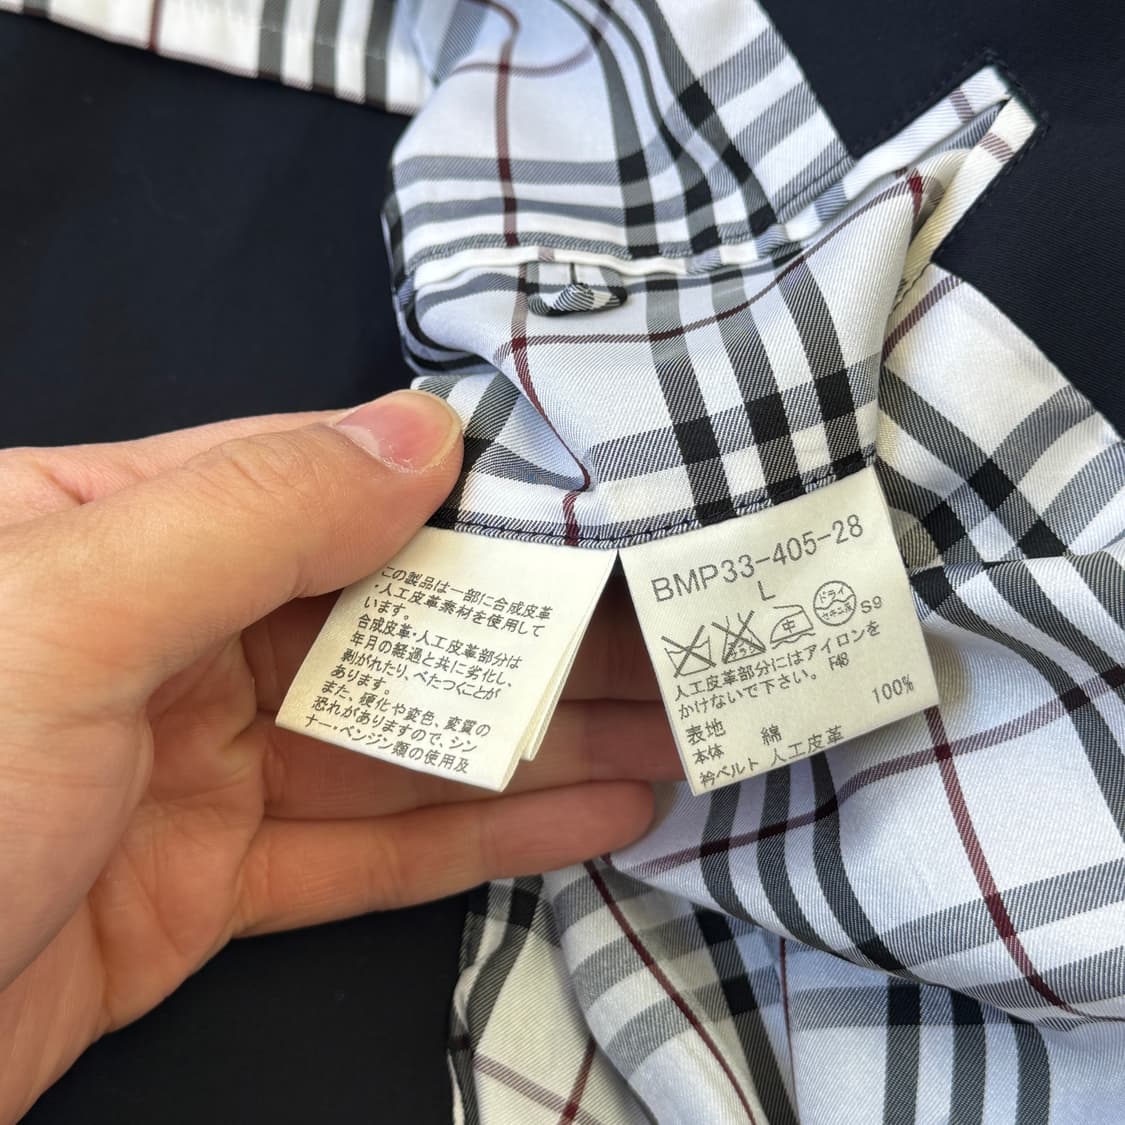 この製品は一部に合成皮革
・人工皮革素材を使用して
います。
合成皮革・人工皮革部分は
年月の経過と共に劣化し、
剥がれたり、べたつくことが
あります。
また、硬化や変色、変質の
恐れがありますので、シン
ナー・ベンジン類の使用及
BMP33-405-28
L
ドライ
S9
人工皮革部分にはアイロンを
かけないで下さい。
F48
100%
表地
本体 綿
衿ベルト 人工皮革